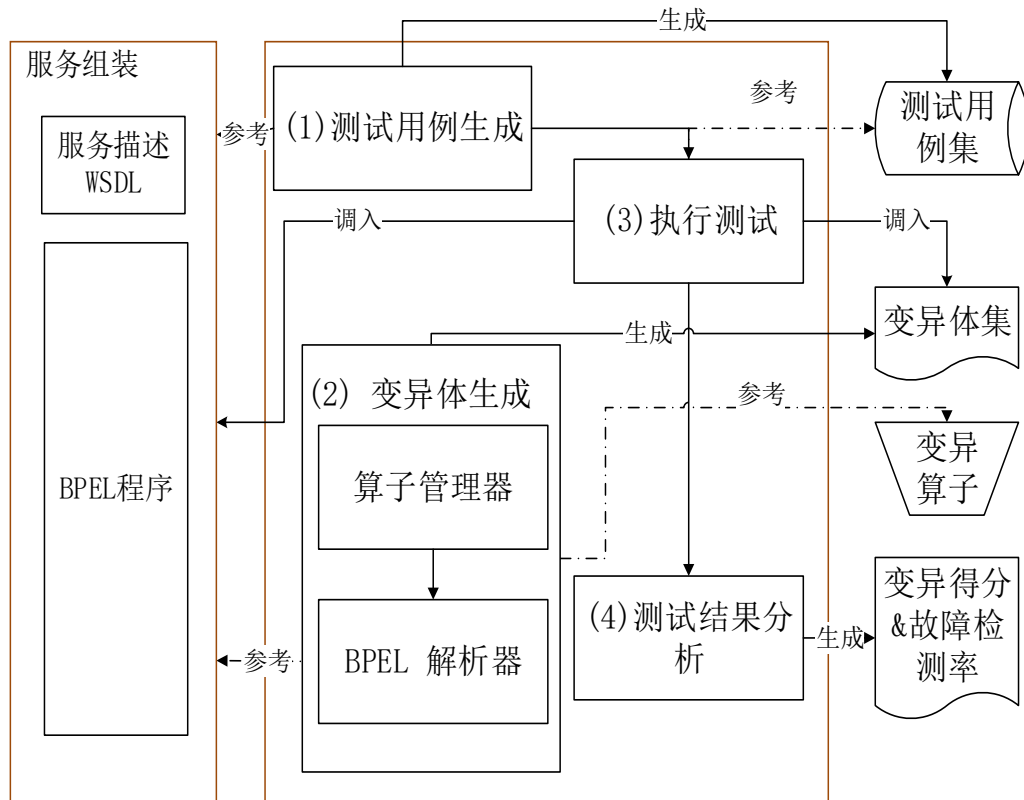 生成
服务组装
参考
(1)测试用例生成
参考
测试用
例集
服务描述
WSDL
调入
(3)执行测试
调入
生成
变异体集
(2) 变异体生成
参考
算子管理器
变异
算子
BPEL程序
BPEL 解析器
参考
(4)测试结果分
析
生成
变异得分
&故障检
测率